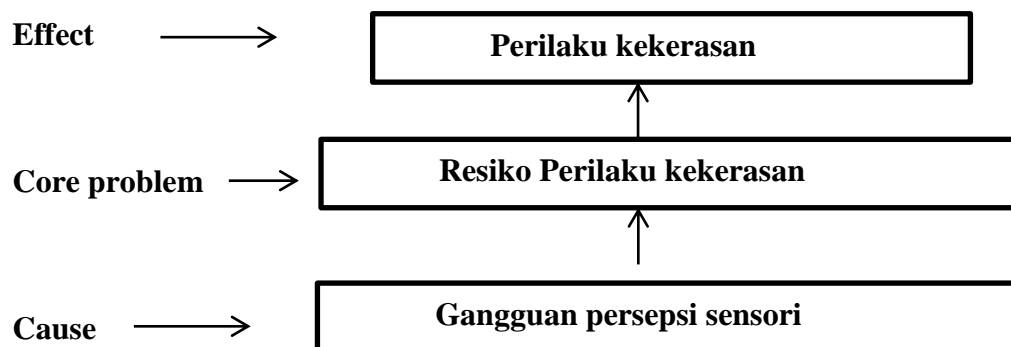 Effect
Perilaku kekerasan
Core problem
Resiko Perilaku kekerasan
Cause
Gangguan persepsi sensori